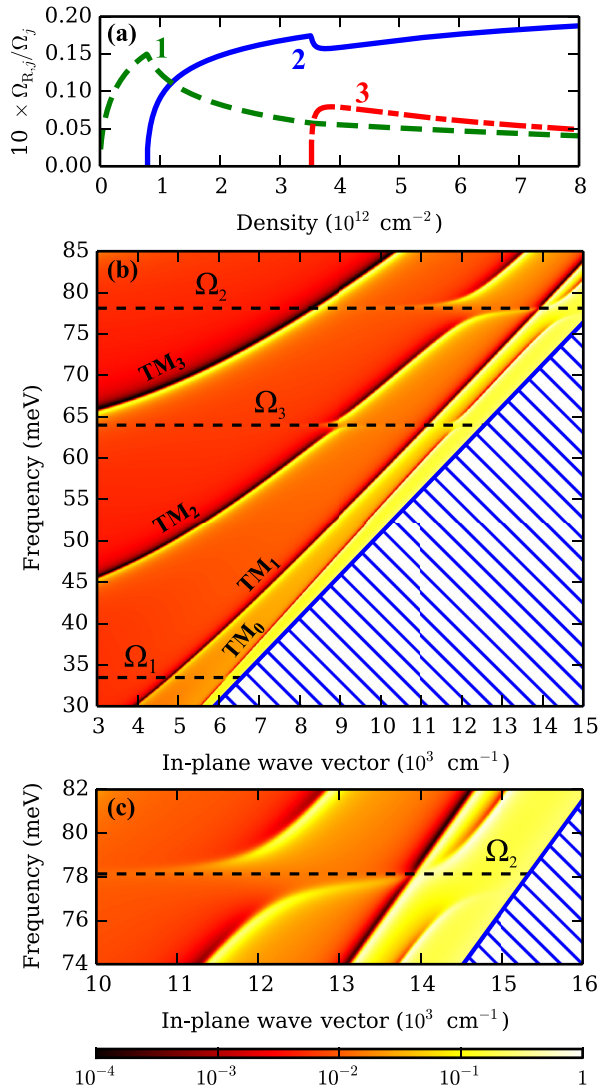 (a)
10 × Ω_{R,j}/Ω_j
0.20
0.15
0.10
0.05
0.00
1
2
3
0 2 4 6 8
Density (10^{12} cm^{−2})
(b)
Frequency (meV)
85
80
75
70
65
60
55
50
45
40
35
30
Ω_2
TM_3
Ω_3
TM_2
TM_1
TM_0
Ω_1
3 4 5 6 7 8 9 10 11 12 13 14 15
In-plane wave vector (10^3 cm^{−1})
(c)
Frequency (meV)
82
80
78
76
74
Ω_2
10 11 12 13 14 15 16
In-plane wave vector (10^3 cm^{−1})
10^{−4} 10^{−3} 10^{−2} 10^{−1} 1